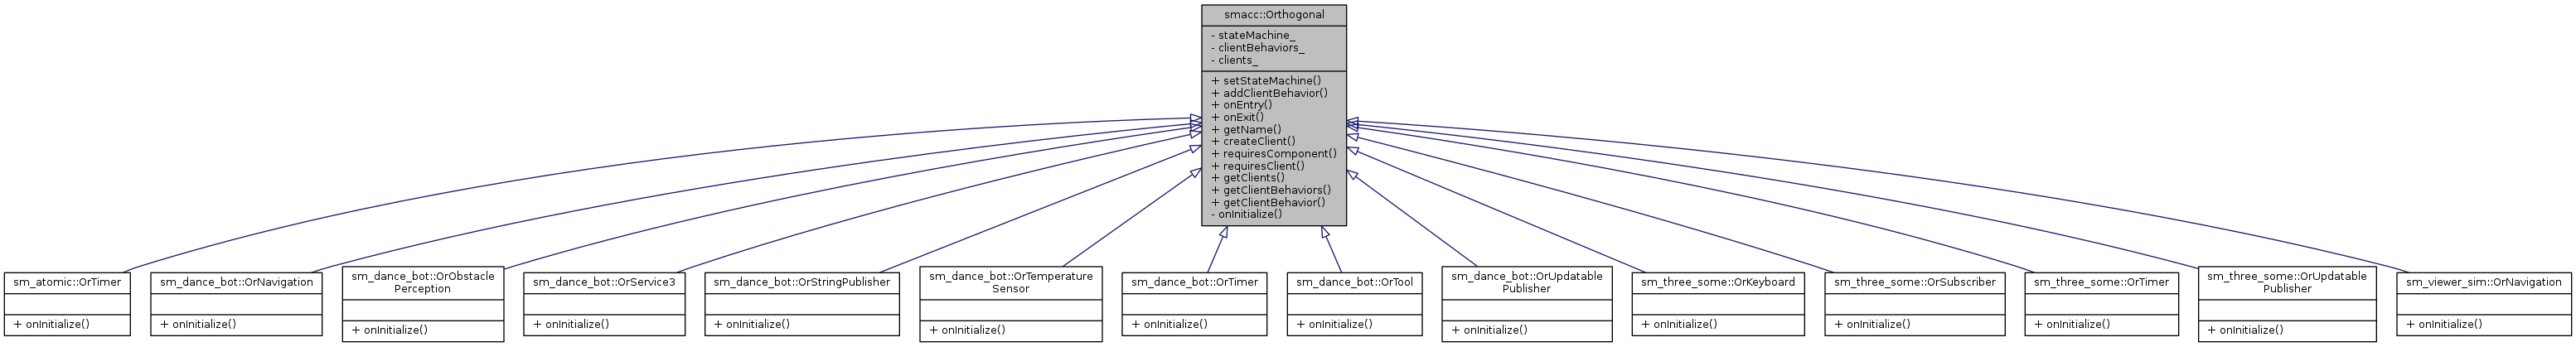 smacc::Orthogonal
- stateMachine_
- clientBehaviors_
- clients_
+ setStateMachine()
+ addClientBehavior()
+ onEntry()
+ onExit()
+ getName()
+ createClient()
+ requiresComponent()
+ requiresClient()
+ getClients()
+ getClientBehaviors()
+ getClientBehavior()
- onInitialize()
sm_atomic::OrTimer
+ onInitialize()
sm_dance_bot::OrNavigation
+ onInitialize()
sm_dance_bot::OrObstacle
Perception
+ onInitialize()
sm_dance_bot::OrService3
+ onInitialize()
sm_dance_bot::OrStringPublisher
+ onInitialize()
sm_dance_bot::OrTemperature
Sensor
+ onInitialize()
sm_dance_bot::OrTimer
+ onInitialize()
sm_dance_bot::OrTool
+ onInitialize()
sm_dance_bot::OrUpdatable
Publisher
+ onInitialize()
sm_three_some::OrKeyboard
+ onInitialize()
sm_three_some::OrSubscriber
+ onInitialize()
sm_three_some::OrTimer
+ onInitialize()
sm_three_some::OrUpdatable
Publisher
+ onInitialize()
sm_viewer_sim::OrNavigation
+ onInitialize()